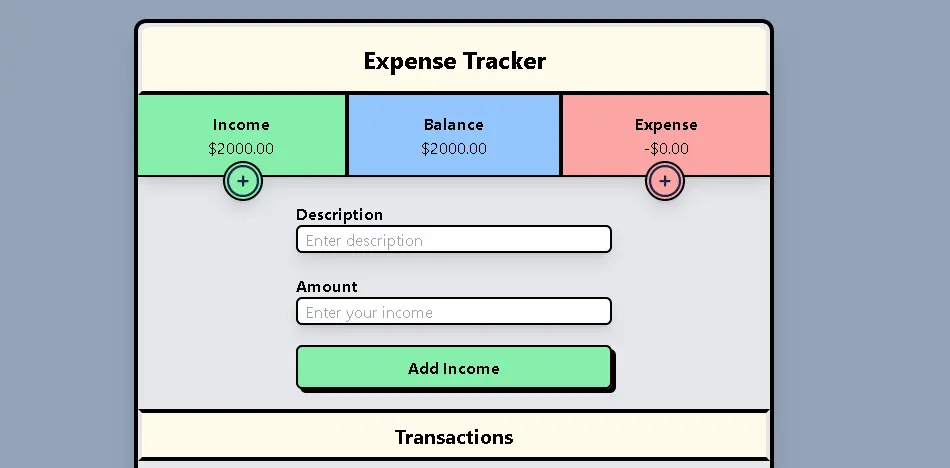 Expense Tracker
Income Balance Expense
$2000.00 $2000.00 -$0.00
+ +
Description
Enter description
Amount
Enter your income
Add Income
Transactions